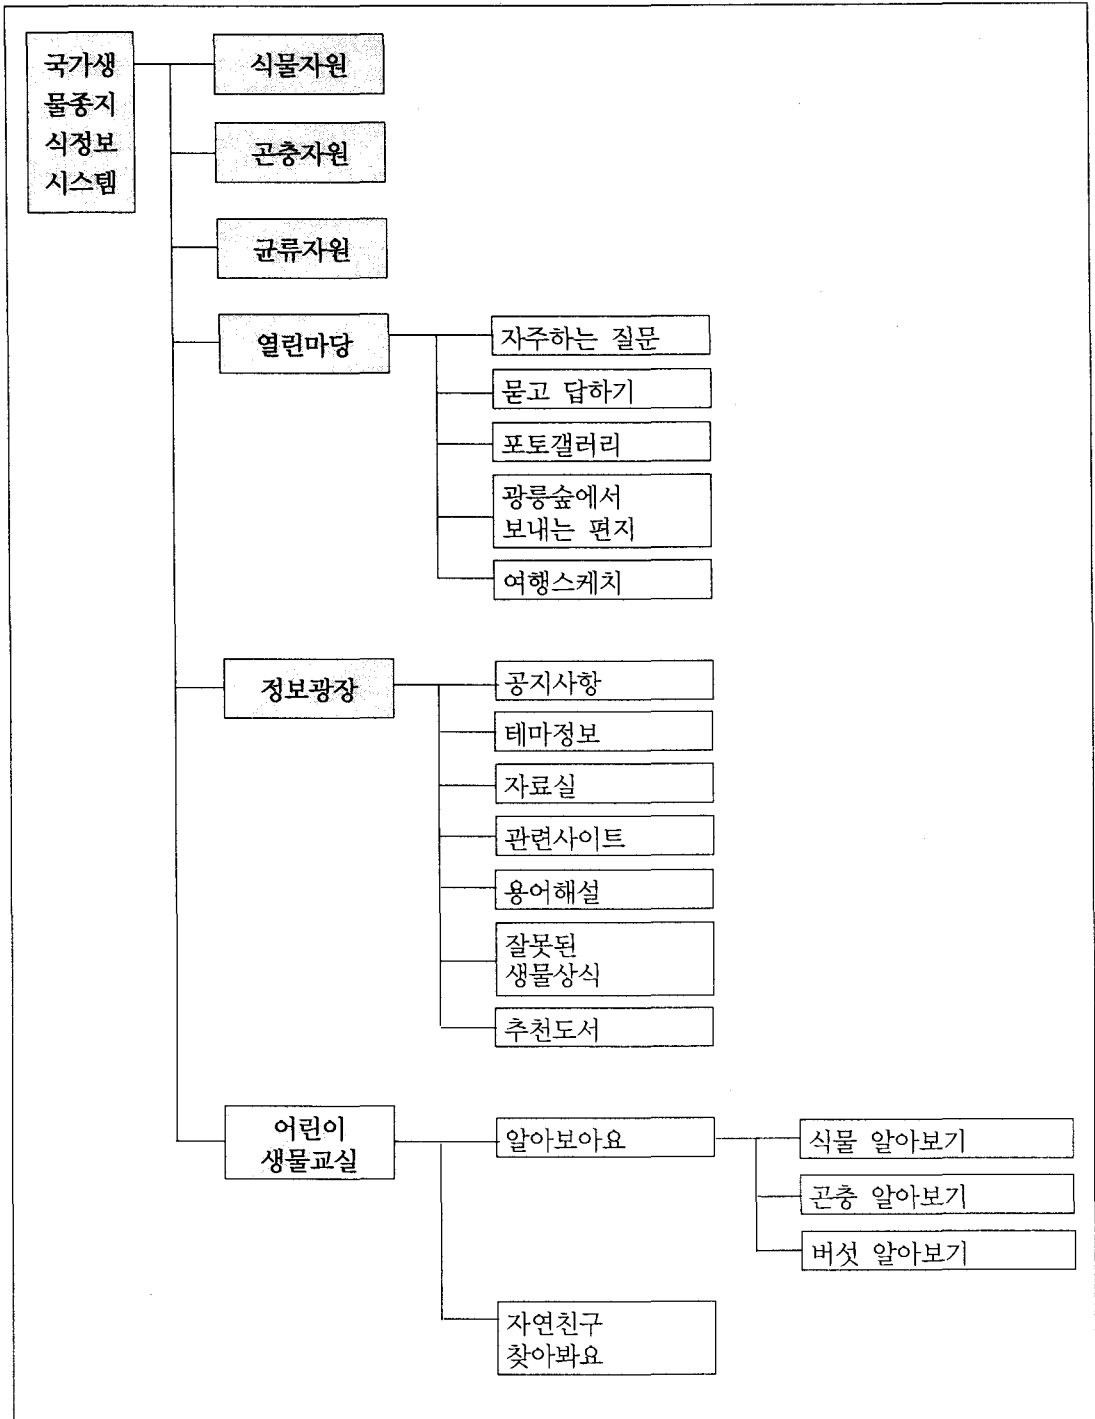 국가생
물종지
식정보
시스템
식물자원
곤충자원
균류자원
열린마당
자주하는 질문
묻고 답하기
포토갤러리
광릉숲에서
보내는 편지
여행스케치
정보광장
공지사항
테마정보
자료실
관련사이트
용어해설
잘못된
생물상식
추천도서
어린이
생물교실
알아보아요
식물 알아보기
곤충 알아보기
버섯 알아보기
자연친구
찾아봐요